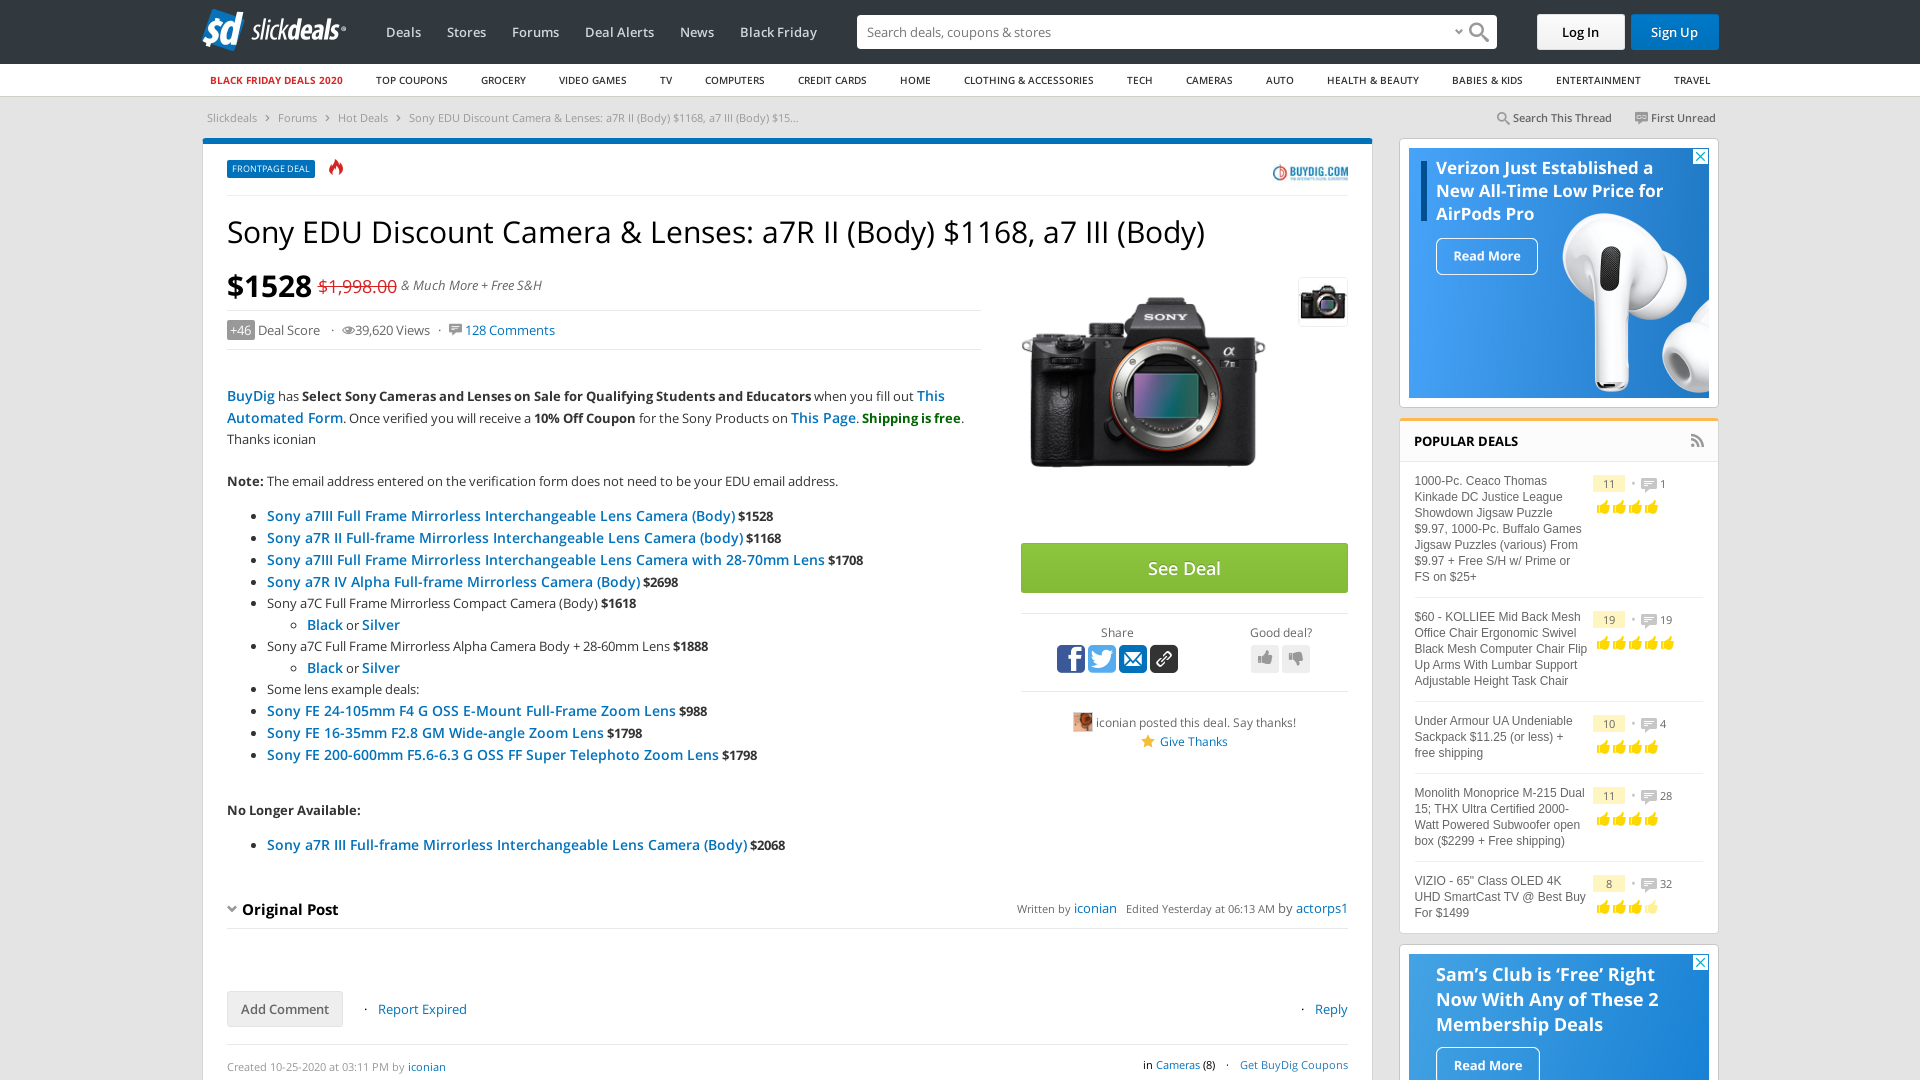 slickdeals
Deals
Stores
Forums
Deal Alerts
News
Black Friday
Search deals, coupons & shares
Log In
Sign Up
BLACK FRIDAY DEALS 2020
TOP COUPONS
GROCERY
VIDEO GAMES
TV
COMPUTERS
CREDIT CARDS
HOME
CLOTHING & ACCESSORIES
TECH
CAMERAS
AUTO
HEALTH & BEAUTY
BABIES & KIDS
ENTERTAINMENT
TRAVEL
Slickdeals › Forums › Hot Deals › Sony EDU Discount Camera & Lenses: a7R II (Body) $1168, a7 III (Body) $15...
Search This Thread
First Unread
FRONTPAGE DEAL
BUYDIG.COM
Sony EDU Discount Camera & Lenses: a7R II (Body) $1168, a7 III (Body)
$1528 $1,998.00 & Much More + Free S&H
+46 Deal Score · 39,620 Views · 128 Comments
BuyDig has Select Sony Cameras and Lenses on Sale for Qualifying Students and Educators when you fill out This
Automated Form. Once verified you will receive a 10% Off Coupon for the Sony Products on This Page. Shipping is free.
Thanks iconian
Note: The email address entered on the verification form does not need to be your EDU email address.
Sony a7III Full Frame Mirrorless Interchangeable Lens Camera (Body) $1528
Sony a7R II Full-frame Mirrorless Interchangeable Lens Camera (body) $1168
Sony a7III Full Frame Mirrorless Interchangeable Lens Camera with 28-70mm Lens $1708
Sony a7R IV Alpha Full-frame Mirrorless Camera (Body) $2698
Sony a7C Full Frame Mirrorless Compact Camera (Body) $1618
Black or Silver
Sony a7C Full Frame Mirrorless Alpha Camera Body + 28-60mm Lens $1888
Black or Silver
Some lens example deals:
Sony FE 24-105mm F4 G OSS E-Mount Full-Frame Zoom Lens $988
Sony FE 16-35mm F2.8 GM Wide-angle Zoom Lens $1798
Sony FE 200-600mm F5.6-6.3 G OSS FF Super Telephoto Zoom Lens $1798
No Longer Available:
Sony a7R III Full-frame Mirrorless Interchangeable Lens Camera (Body) $2068
SONY
α
7III
See Deal
Share
Good deal?
iconian posted this deal. Say thanks!
Give Thanks
Original Post
Written by iconian Edited Yesterday at 06:13 AM by actorps1
Add Comment
· Report Expired
· Reply
Created 10-25-2020 at 03:11 PM by iconian
in Cameras (8) · Get BuyDig Coupons
Verizon Just Established a
New All-Time Low Price for
AirPods Pro
Read More
POPULAR DEALS
1000-Pc. Ceaco Thomas
Kinkade DC Justice League
Showdown Jigsaw Puzzle
$9.97, 1000-Pc. Buffalo Games
Jigsaw Puzzles (various) From
$9.97 + Free S/H w/ Prime or
FS on $25+
11 • 1
$60 - KOLLIEE Mid Back Mesh
Office Chair Ergonomic Swivel
Black Mesh Computer Chair Flip
Up Arms With Lumbar Support
Adjustable Height Task Chair
19 • 19
Under Armour UA Undeniable
Sackpack $11.25 (or less) +
free shipping
10 • 4
Monolith Monoprice M-215 Dual
15; THX Ultra Certified 2000-
Watt Powered Subwoofer open
box ($2299 + Free shipping)
11 • 28
VIZIO - 65" Class OLED 4K
UHD SmartCast TV @ Best Buy
For $1499
8 • 32
Sam's Club is 'Free' Right
Now With Any of These 2
Membership Deals
Read More